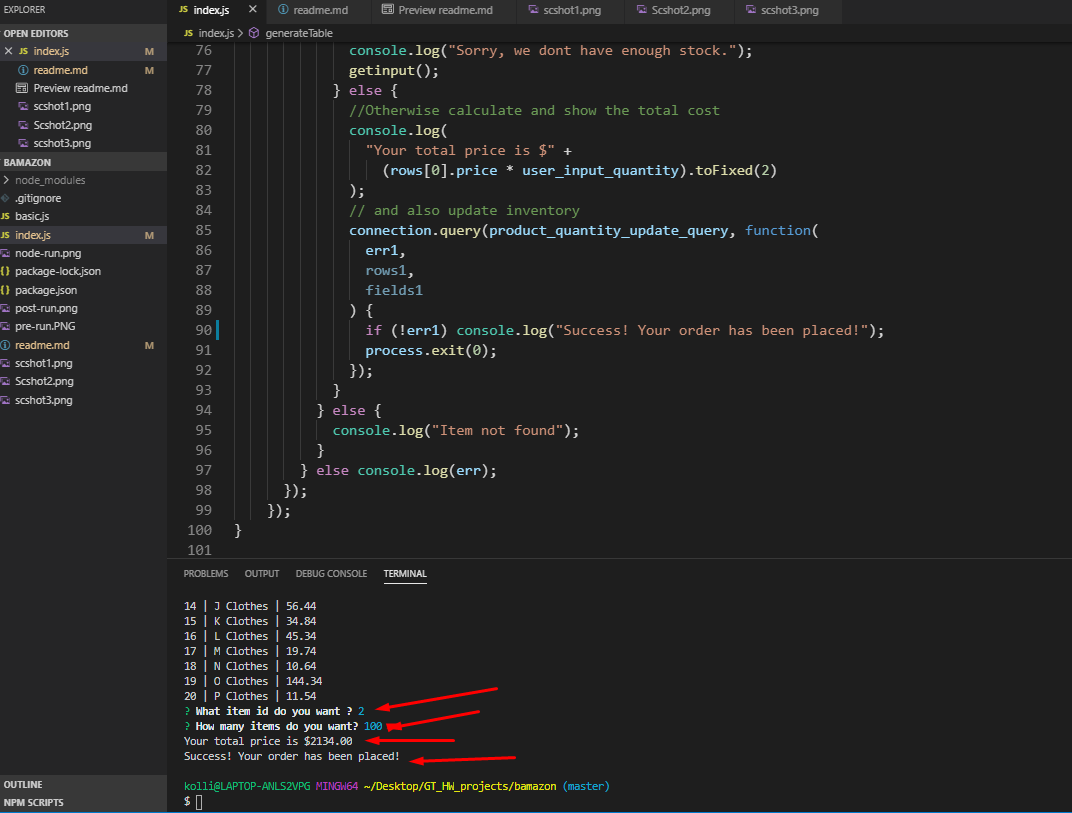 EXPLORER
OPEN EDITORS
JS index.js M
readme.md M
Preview readme.md
scshot1.png
Scshot2.png
scshot3.png
BAMAZON
node_modules
.gitignore
JS basic.js
JS index.js M
node-run.png
{} package-lock.json
{} package.json
post-run.png
pre-run.PNG
readme.md M
scshot1.png
Scshot2.png
scshot3.png
OUTLINE
NPM SCRIPTS
JS index.js readme.md Preview readme.md scshot1.png Scshot2.png scshot3.png
JS index.js > generateTable
76 console.log("Sorry, we dont have enough stock.");
77 getinput();
78 } else {
79 //Otherwise calculate and show the total cost
80 console.log(
81 "Your total price is $" +
82 (rows[0].price * user_input_quantity).toFixed(2)
83 );
84 // and also update inventory
85 connection.query(product_quantity_update_query, function(
86 err1,
87 rows1,
88 fields1
89 ) {
90 if (!err1) console.log("Success! Your order has been placed!");
91 process.exit(0);
92 });
93 }
94 } else {
95 console.log("Item not found");
96 }
97 } else console.log(err);
98 });
99 });
100 }
101
PROBLEMS OUTPUT DEBUG CONSOLE TERMINAL
14 | J Clothes | 56.44
15 | K Clothes | 34.84
16 | L Clothes | 45.34
17 | M Clothes | 19.74
18 | N Clothes | 10.64
19 | O Clothes | 144.34
20 | P Clothes | 11.54
? What item id do you want ? 2
? How many items do you want? 100
Your total price is $2134.00
Success! Your order has been placed!
kolli@LAPTOP-ANLS2VPG MINGW64 ~/Desktop/GT_HW_projects/bamazon (master)
$